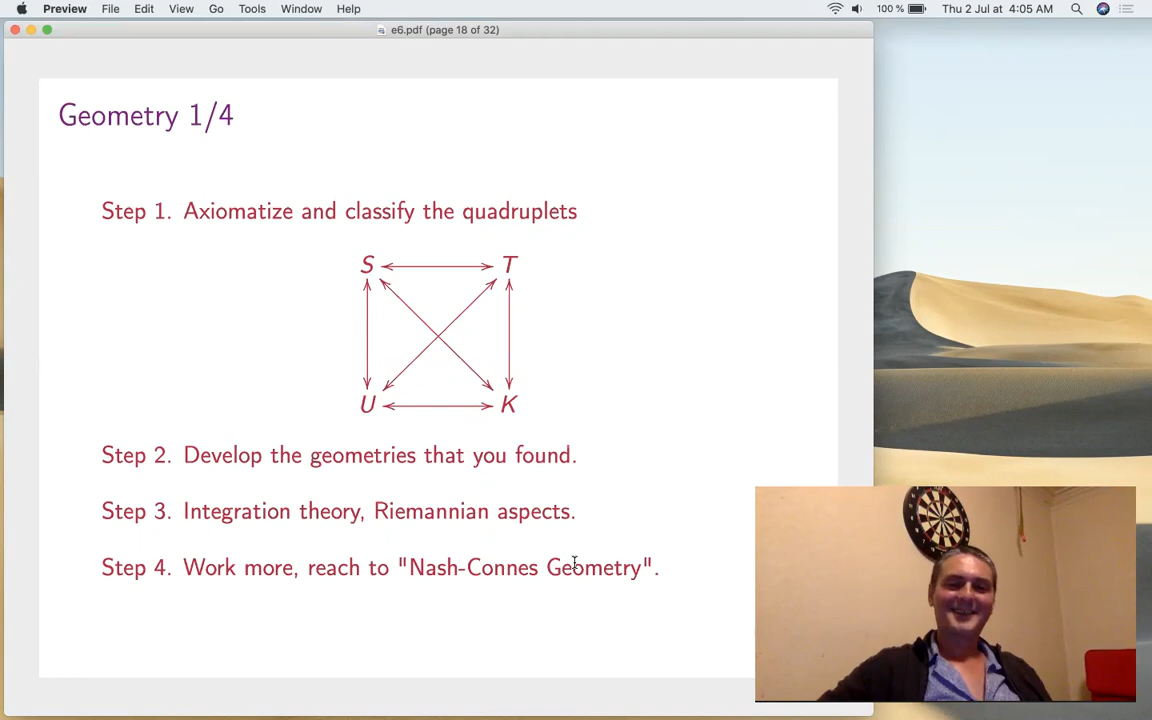 Preview File Edit View Go Tools Window Help 100 % Thu 2 Jul at 4:05 AM
e6.pdf (page 18 of 32)
Geometry 1/4
Step 1. Axiomatize and classify the quadruplets
S T
U K
Step 2. Develop the geometries that you found.
Step 3. Integration theory, Riemannian aspects.
Step 4. Work more, reach to "Nash-Connes Geometry".